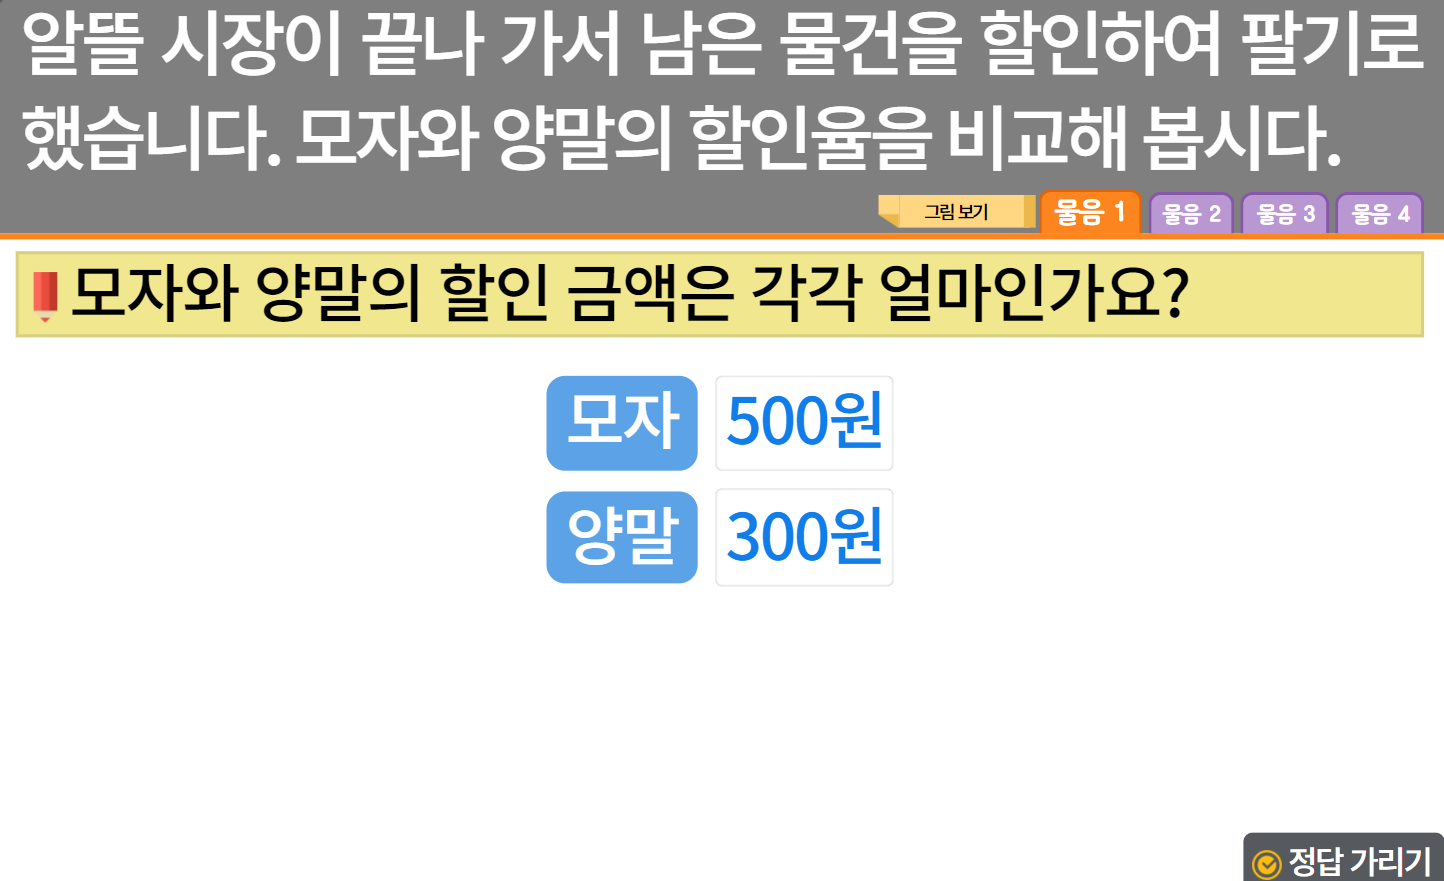 알뜰 시장이 끝나 가서 남은 물건을 할인하여 팔기로
했습니다. 모자와 양말의 할인율을 비교해 봅시다.
그림 보기 물음 1 물음 2 물음 3 물음 4
모자와 양말의 할인 금액은 각각 얼마인가요?
모자 500원
양말 300원
정답 가리기